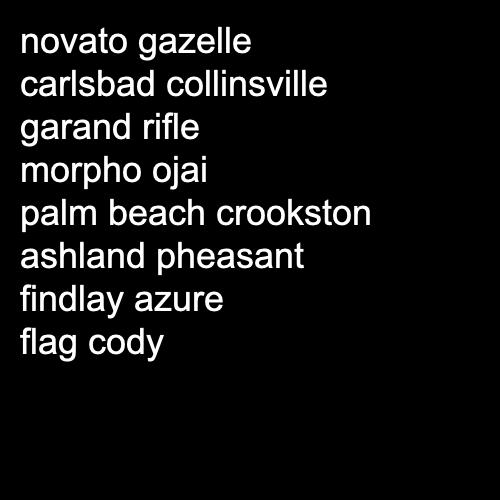 novato gazelle
carlsbad collinsville
garand rifle
morpho ojai
palm beach crookston
ashland pheasant
findlay azure
flag cody